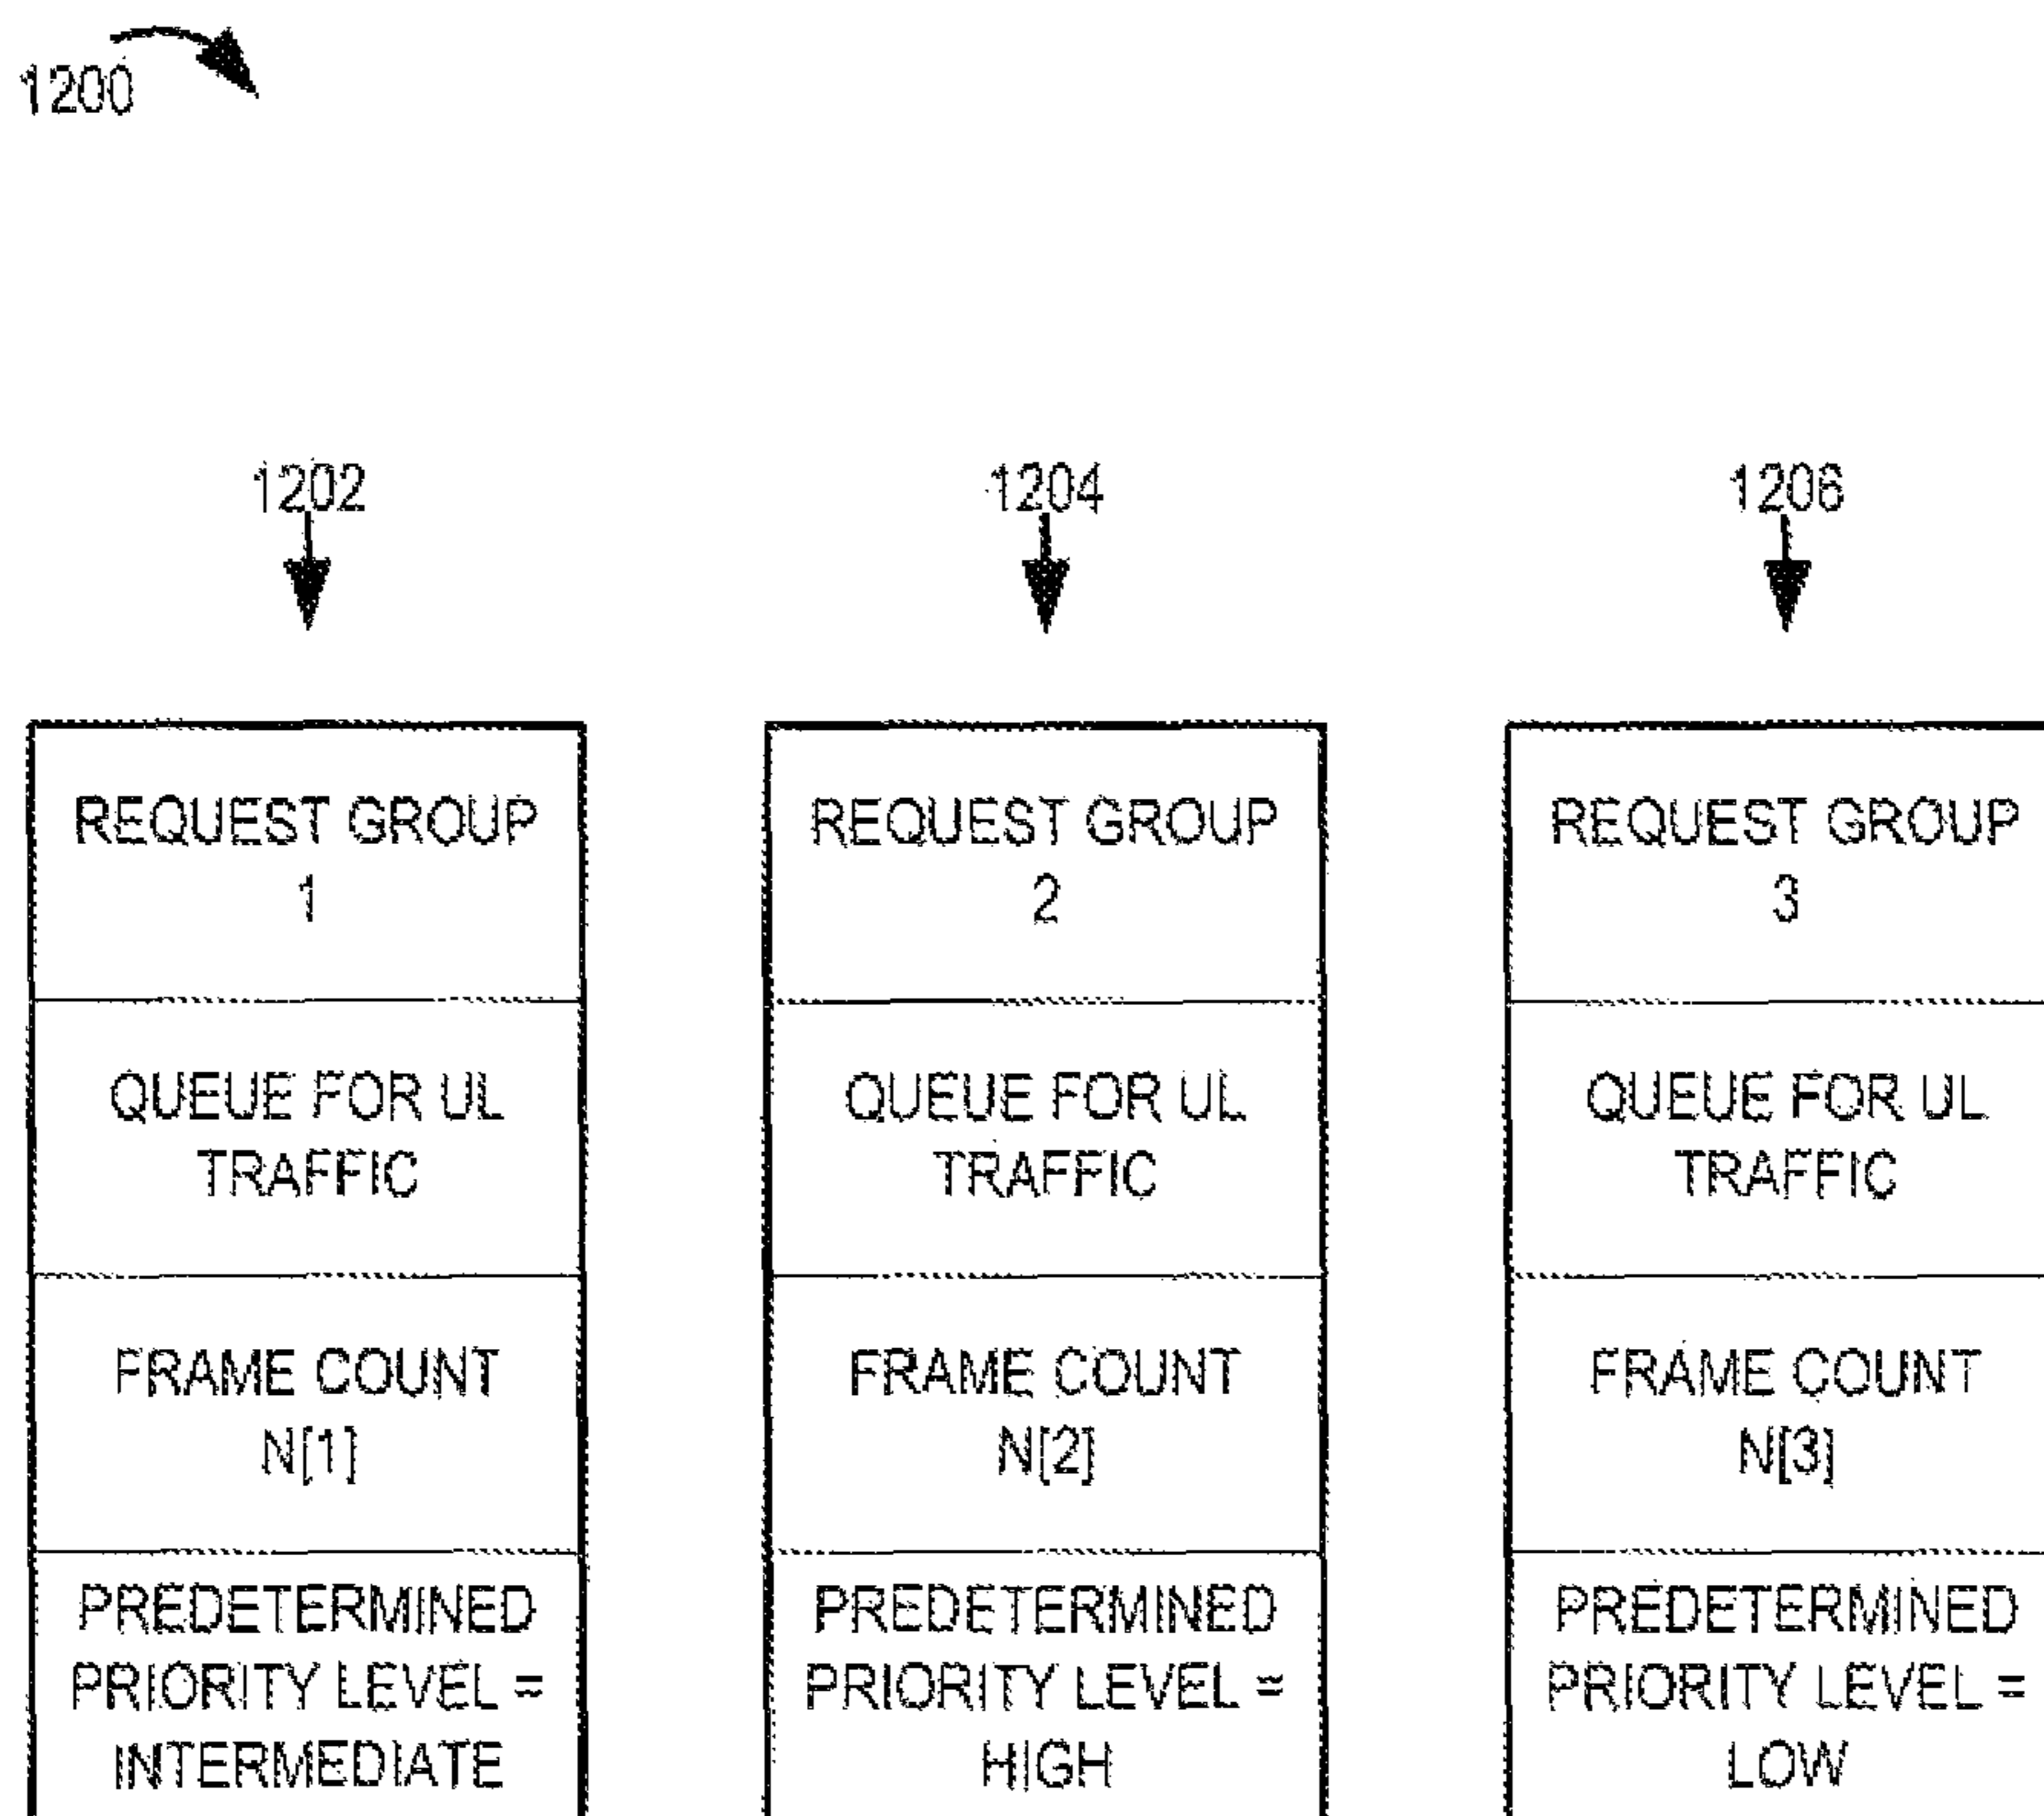 1200
1202
1204
1206
REQUEST GROUP
1
QUEUE FOR UL
TRAFFIC
FRAME COUNT
N[1]
PREDETERMINED
PRIORITY LEVEL =
INTERMEDIATE
REQUEST GROUP
2
QUEUE FOR UL
TRAFFIC
FRAME COUNT
N[2]
PREDETERMINED
PRIORITY LEVEL =
HIGH
REQUEST GROUP
3
QUEUE FOR UL
TRAFFIC
FRAME COUNT
N[3]
PREDETERMINED
PRIORITY LEVEL =
LOW